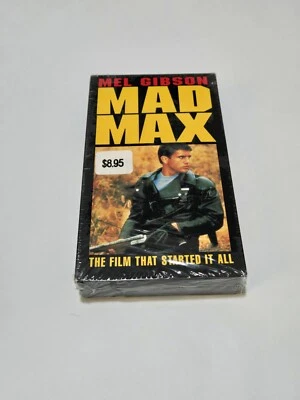 MEL GIBSON
MAD
MAX
$8.95
THE FILM THAT STARTED IT ALL